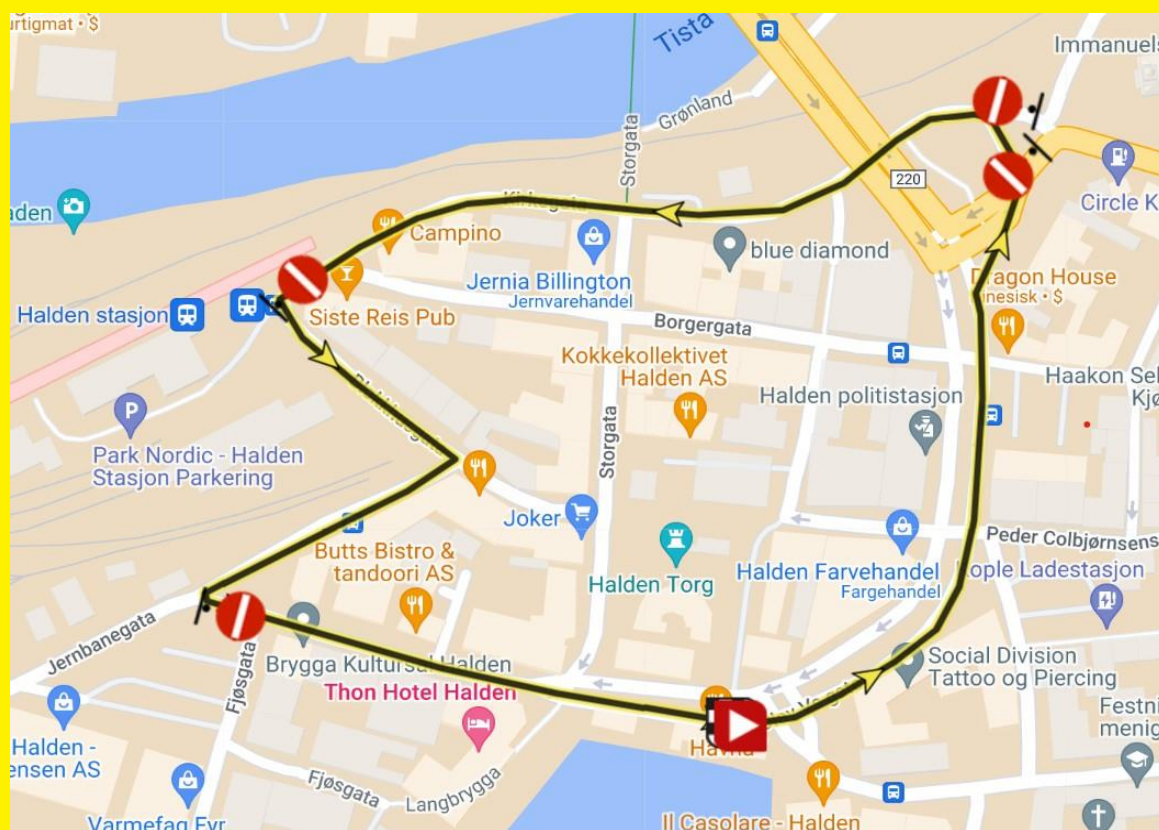 Tista
Immanuels
Grønland
Storgata
220
Circle K
aden
Kirkegata
Campino
blue diamond
Jernia Billington
Jernvarehandel
Dragon House
nesisk • $
Halden stasjon
Siste Reis Pub
Borgergata
Kokkekollektivet
Halden AS
Haakon Sel
Kjø
Halden politistasjon
P
Park Nordic - Halden
Stasjon Parkering
Storgata
Joker
Peder Colbjørnsens
Butts Bistro &
tandoori AS
Halden Torg
Halden Farvehandel
Fargehandel
Kople Ladestasjon
Jernbanegata
Fjøsgata
Brygga Kultursal Halden
Social Division
Tattoo og Piercing
Thon Hotel Halden
Festni
menig
Havna
Halden -
ensen AS
Fjøsgata
Langbrygga
Varmefag Fyr
Il Casolare - Halden